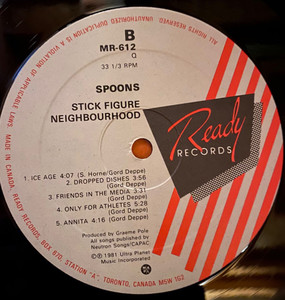 B
MR-612
Q
33 1/3 RPM
SPOONS
STICK FIGURE
NEIGHBOURHOOD
Ready
RECORDS
1. ICE AGE 4:07 (S. Horne/Gord Deppe)
2. DROPPED DISHES 3:56
(Gord Deppe)
3. FRIENDS IN THE MEDIA 3:31
(Gord Deppe)
4. ONLY FOR ATHLETES 5:28
(Gord Deppe)
5. ANNITA 4:16 (Gord Deppe)
Produced by Graeme Pole
All songs published by
Neutron Songs/CAPAC
℗©1981 Ultra Planet
Music Incorporated
MADE IN CANADA. READY RECORDS, BOX 670, STATION "A", TORONTO, CANADA M5W 1G2
ALL RIGHTS RESERVED UNAUTHORIZED DUPLICATION IS A VIOLATION OF APPLICABLE LAWS